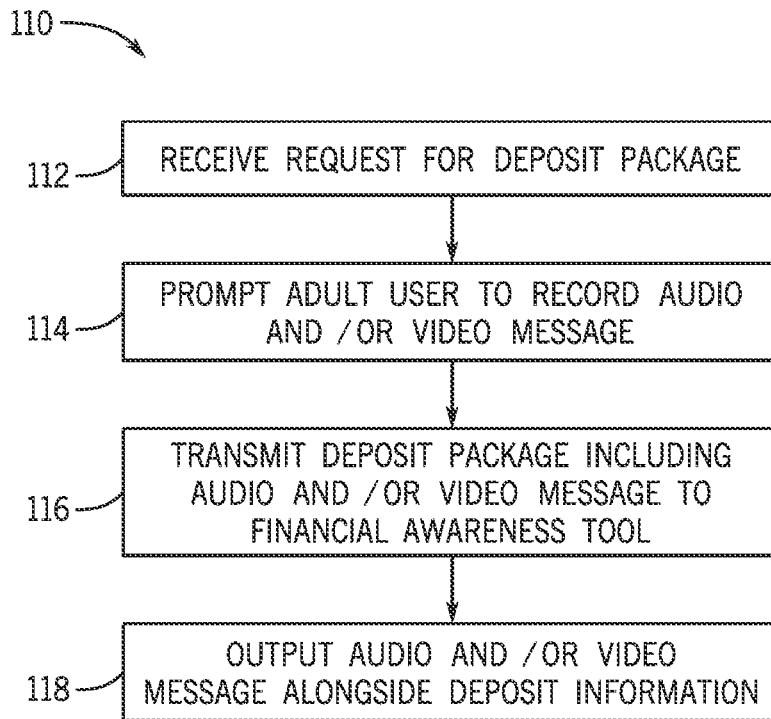 110
112
RECEIVE REQUEST FOR DEPOSIT PACKAGE
114
PROMPT ADULT USER TO RECORD AUDIO
AND /OR VIDEO MESSAGE
116
TRANSMIT DEPOSIT PACKAGE INCLUDING
AUDIO AND /OR VIDEO MESSAGE TO
FINANCIAL AWARENESS TOOL
118
OUTPUT AUDIO AND /OR VIDEO
MESSAGE ALONGSIDE DEPOSIT INFORMATION